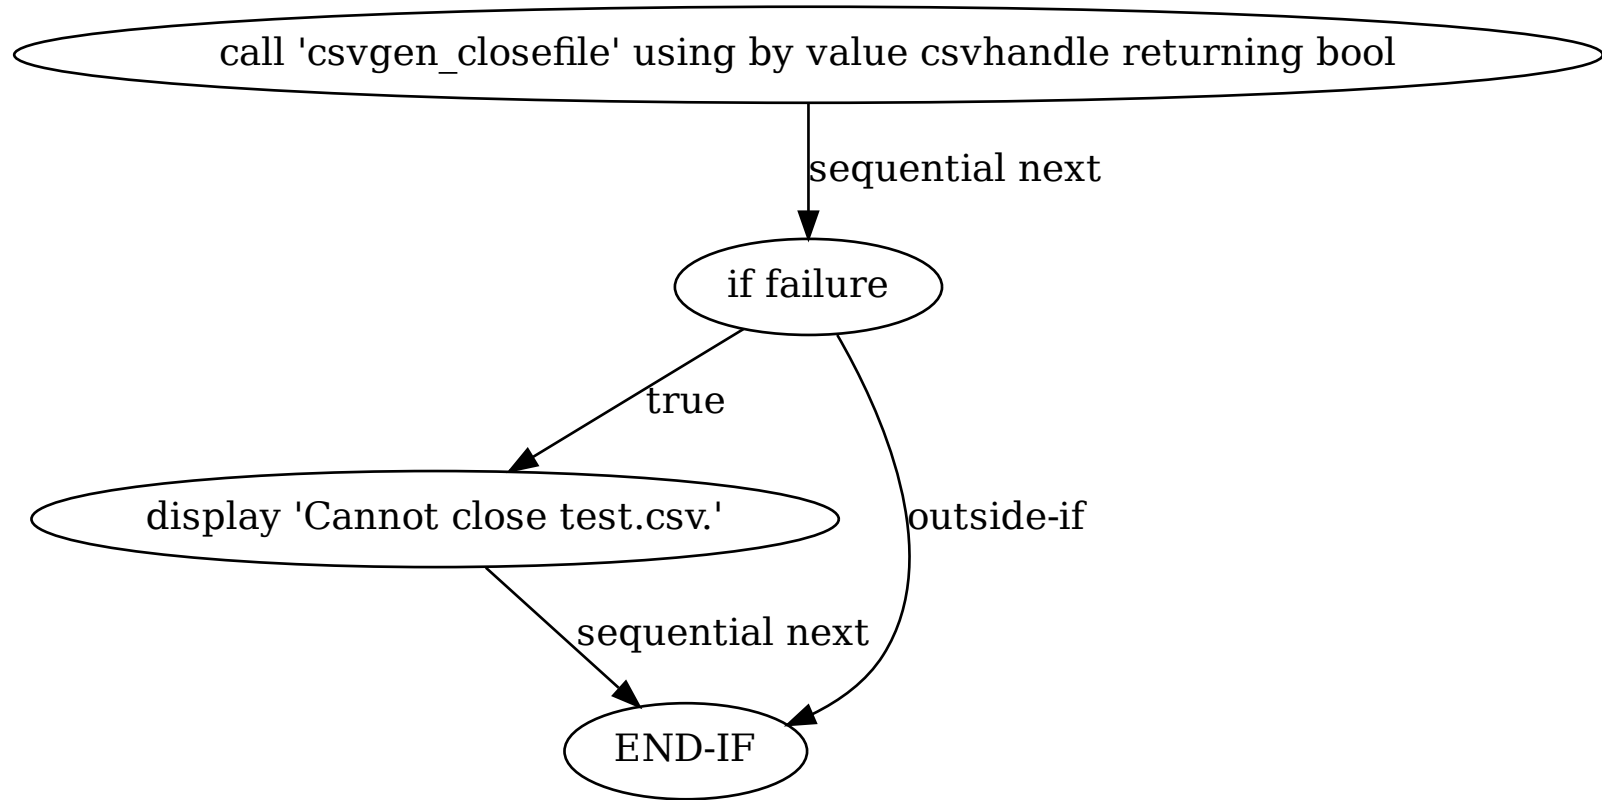 call 'csvgen_closefile' using by value csvhandle returning bool
sequential next
if failure
true
display 'Cannot close test.csv.'
outside-if
sequential next
END-IF